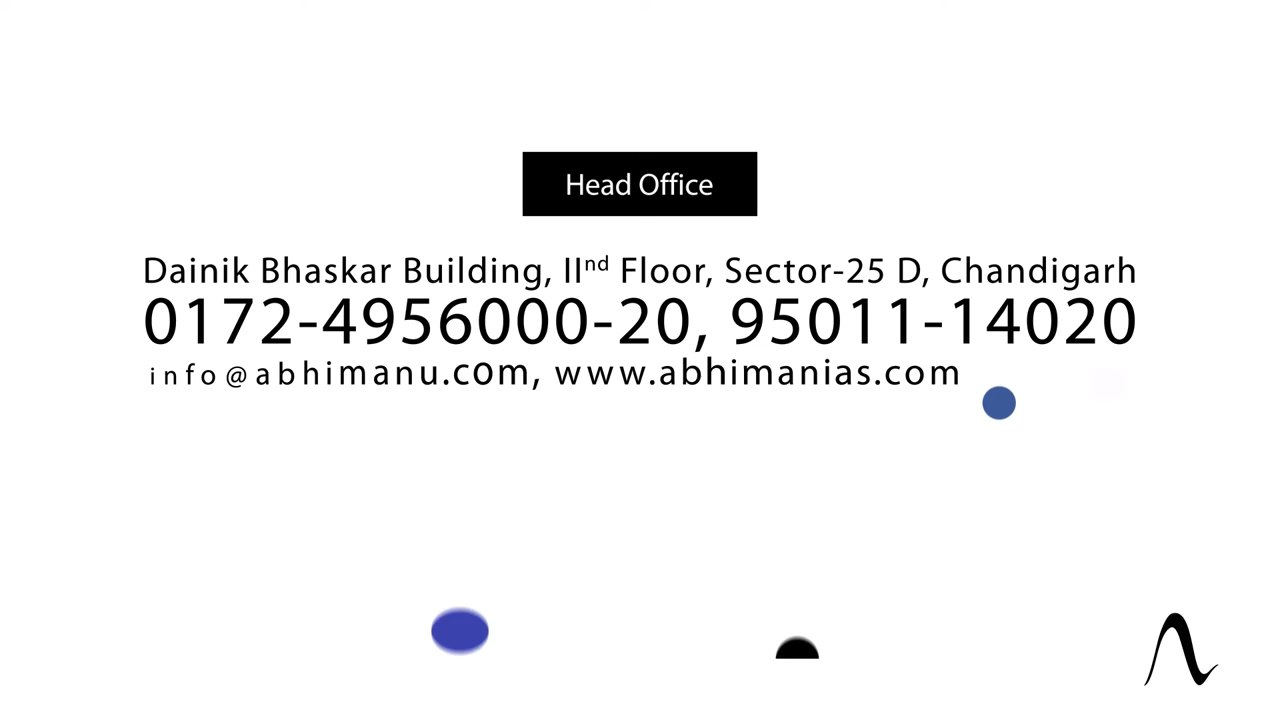 Head Office
Dainik Bhaskar Building, IInd Floor, Sector-25 D, Chandigarh
0172-4956000-20, 95011-14020
info@abhimanu.com, www.abhimanias.com